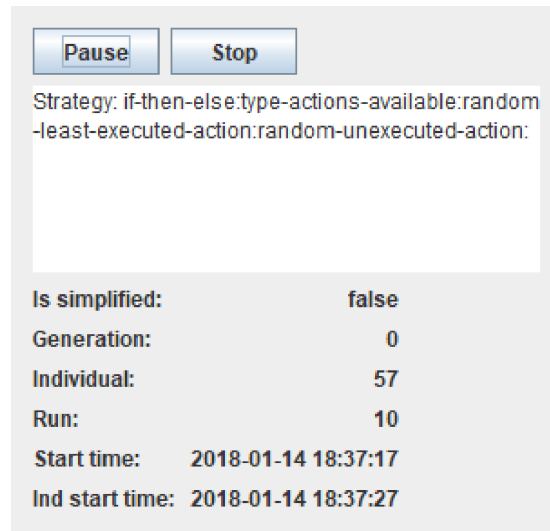 Pause Stop
Strategy: if-then-else:type-actions-available:random
-least-executed-action:random-unexecuted-action:
Is simplified: false
Generation: 0
Individual: 57
Run: 10
Start time: 2018-01-14 18:37:17
Ind start time: 2018-01-14 18:37:27